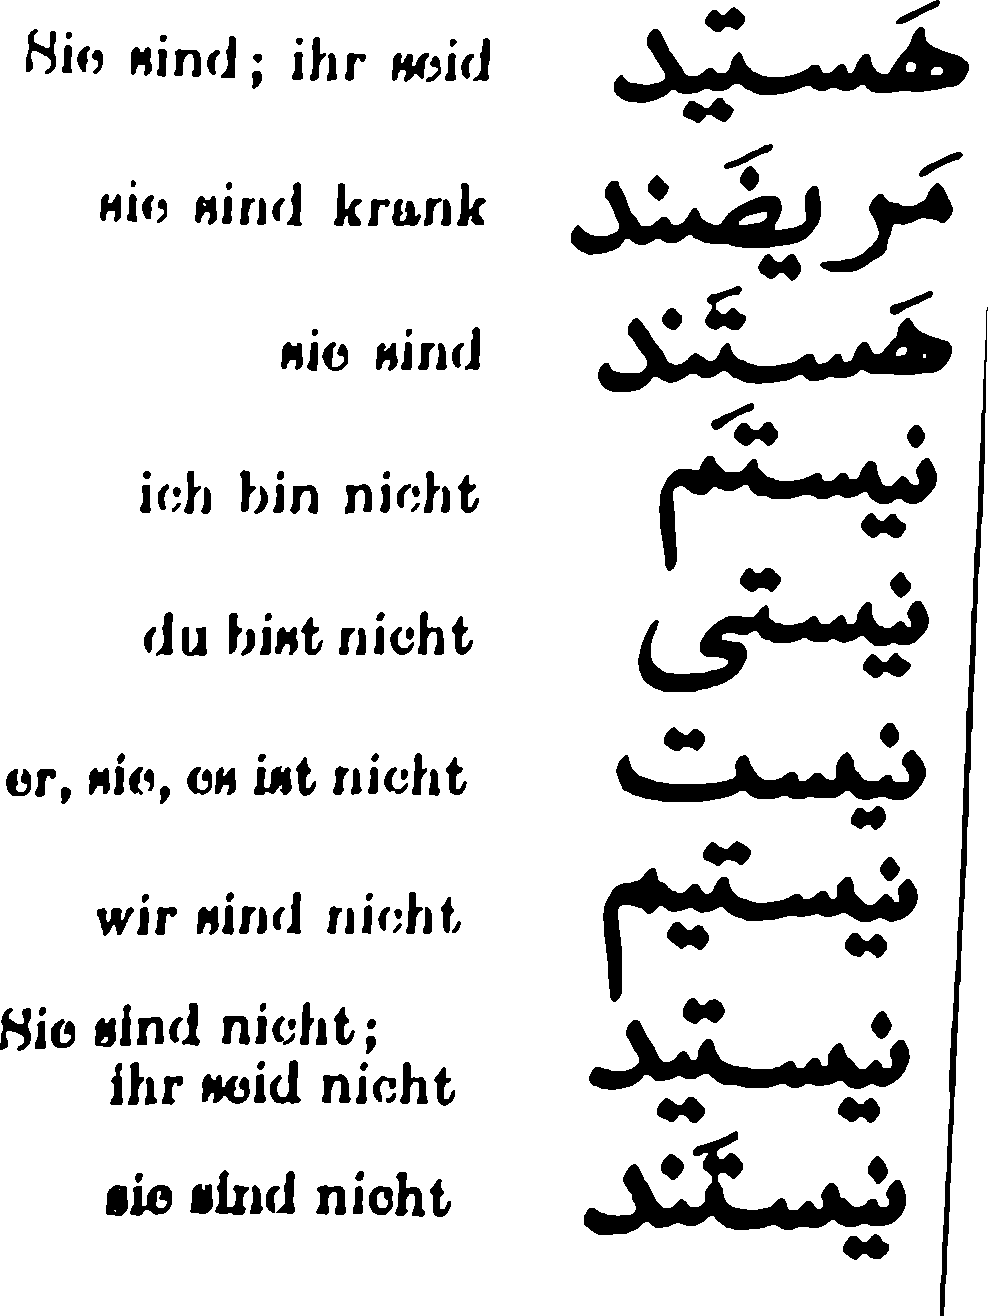 Sie sind; ihr seid هَستید
sie sind krank مَریضَند
sie sind هَستَند
ich bin nicht نیستَم
du bist nicht نیستی
er, sie, es ist nicht نیست
wir sind nicht نیستیم
Sie sind nicht;
ihr seid nicht نیستید
sie sind nicht نیستَند